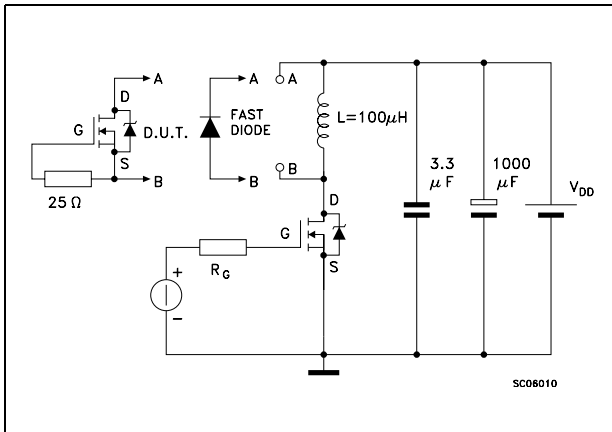 A
D
G
D.U.T.
S
B
25 Ω
A
FAST
DIODE
B
A
B
L=100μH
D
G
S
R_G
+
-
3.3
μF
1000
μF
V_DD
SC06010